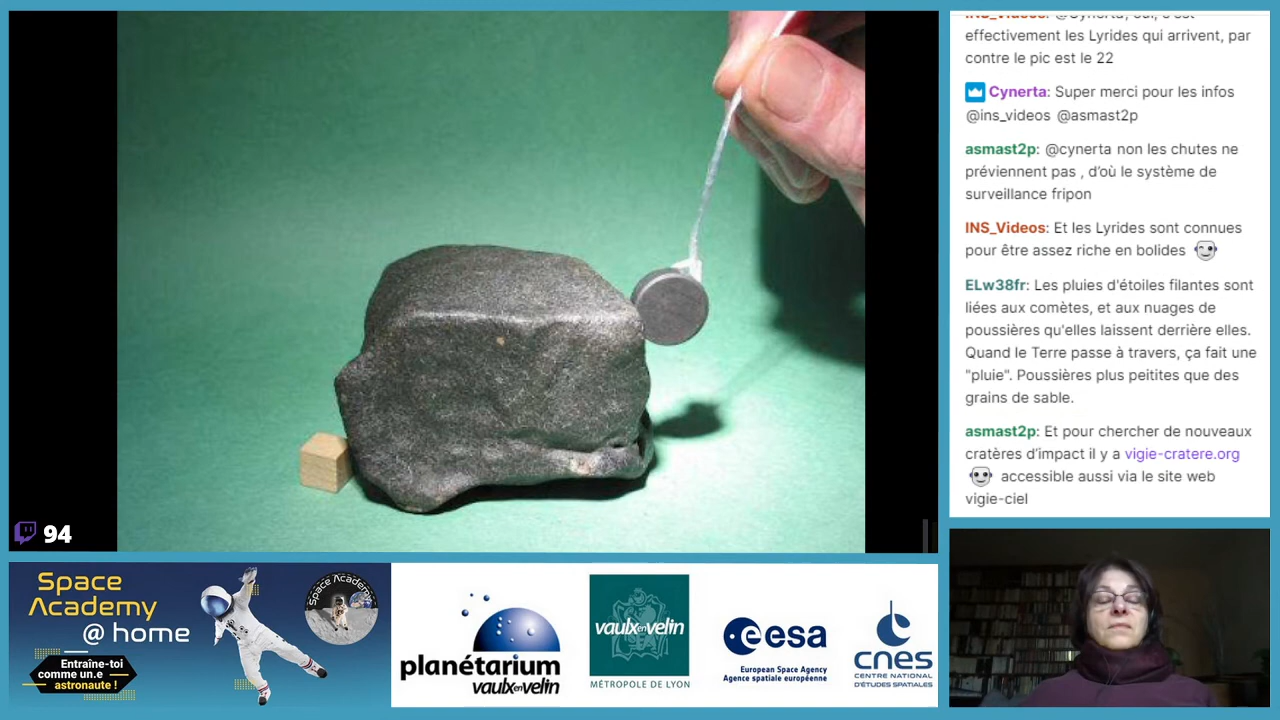 INS_Videos: @Cynerta, oui, c'est
effectivement les Lyrides qui arrivent, par
contre le pic est le 22
Cynerta: Super merci pour les infos
@ins_videos @asmast2p
asmast2p: @cynerta non les chutes ne
préviennent pas , d'où le système de
surveillance fripon
INS_Videos: Et les Lyrides sont connues
pour être assez riche en bolides
ELw38fr: Les pluies d'étoiles filantes sont
liées aux comètes, et aux nuages de
poussières qu'elles laissent derrière elles.
Quand le Terre passe à travers, ça fait une
"pluie". Poussières plus peitites que des
grains de sable.
asmast2p: Et pour chercher de nouveaux
cratères d'impact il y a vigie-cratere.org
accessible aussi via le site web
vigie-ciel
94
Space
Academy
@ home
Entraîne-toi
comme un.e
astronaute !
Space Academy
planétarium
vaulx en velin
vaulx en velin
MÉTROPOLE DE LYON
esa
European Space Agency
Agence spatiale européenne
cnes
CENTRE NATIONAL
D'ÉTUDES SPATIALES